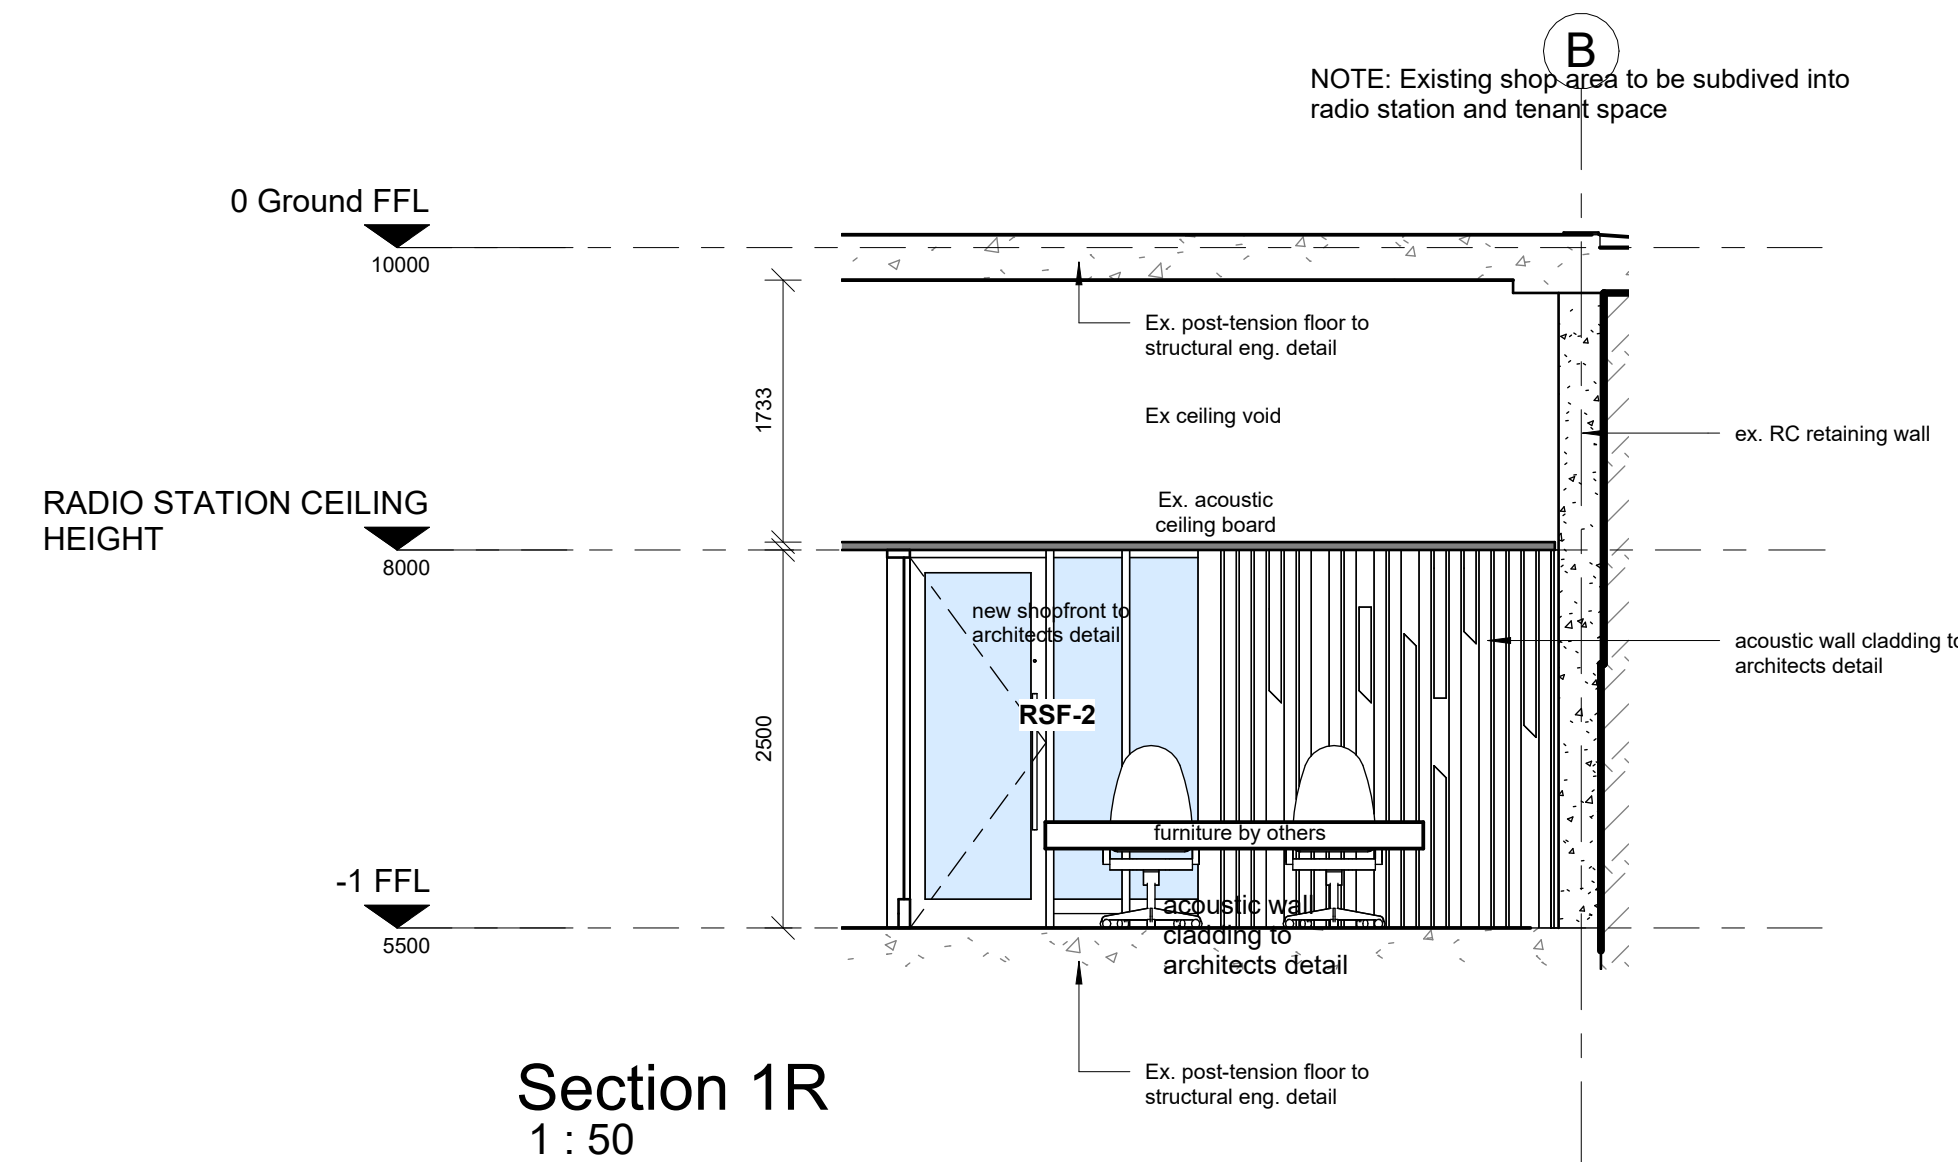 B
NOTE: Existing shop area to be subdived into
radio station and tenant space
0 Ground FFL
10000
Ex. post-tension floor to
structural eng. detail
1733
Ex ceiling void
ex. RC retaining wall
RADIO STATION CEILING
HEIGHT
8000
Ex. acoustic
ceiling board
new shopfront to
architects detail
acoustic wall cladding to
architects detail
RSF-2
2500
furniture by others
-1 FFL
5500
acoustic wall
cladding to
architects detail
Ex. post-tension floor to
structural eng. detail
Section 1R
1 : 50